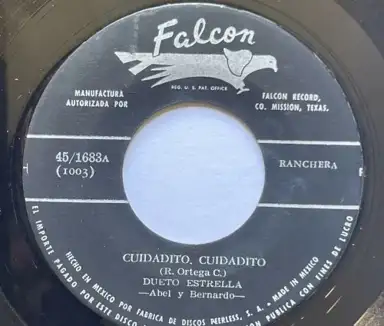 Falcon
REG. U. S. PAT. OFFICE
MANUFACTURA
AUTORIZADA POR
FALCON RECORD,
CO. MISSION, TEXAS.
45/1683A
(1003)
RANCHERA
CUIDADITO, CUIDADITO
(R. Ortega C.)
DUETO ESTRELLA
—Abel y Bernardo—
HECHO EN MEXICO POR FABRICA DE DISCOS PEERLESS, S. A. - MADE IN MEXICO
EL IMPORTE PAGADO POR ESTE DISCO
PUBLICA CON FINES DE LUCRO